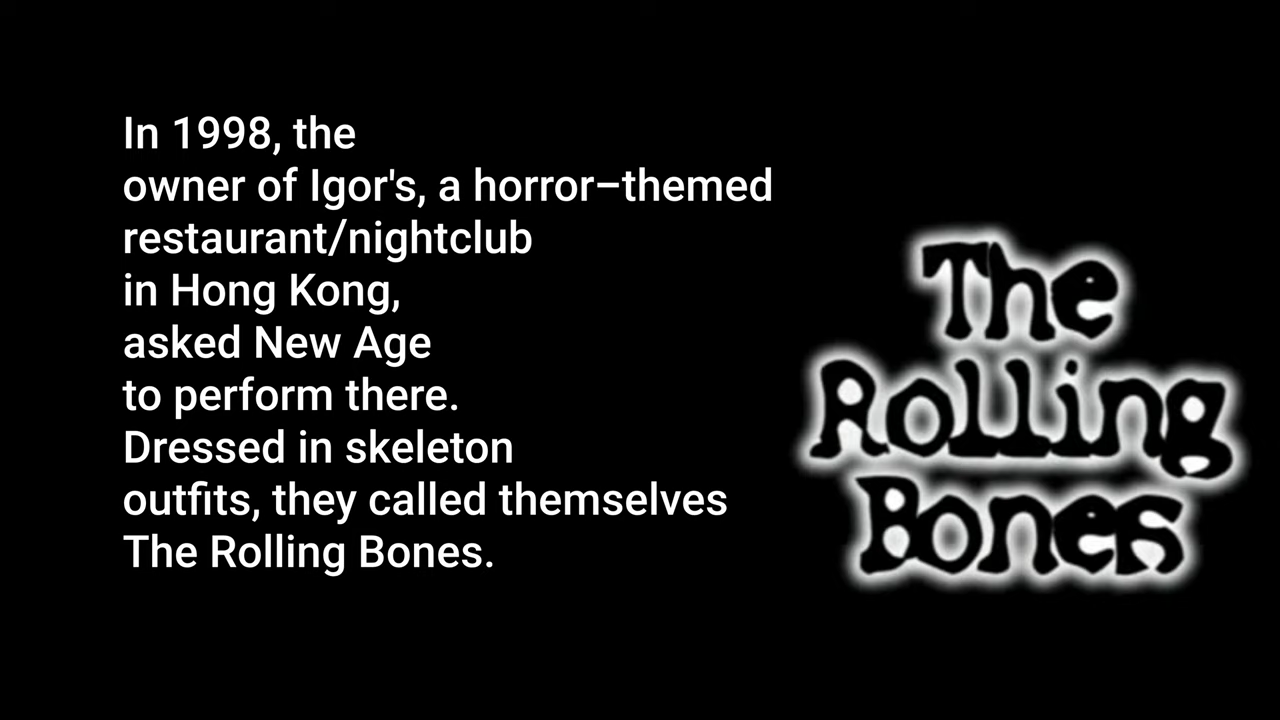 In 1998, the
owner of Igor's, a horror–themed
restaurant/nightclub
in Hong Kong,
asked New Age
to perform there.
Dressed in skeleton
outfits, they called themselves
The Rolling Bones.
The
Rolling
Bones